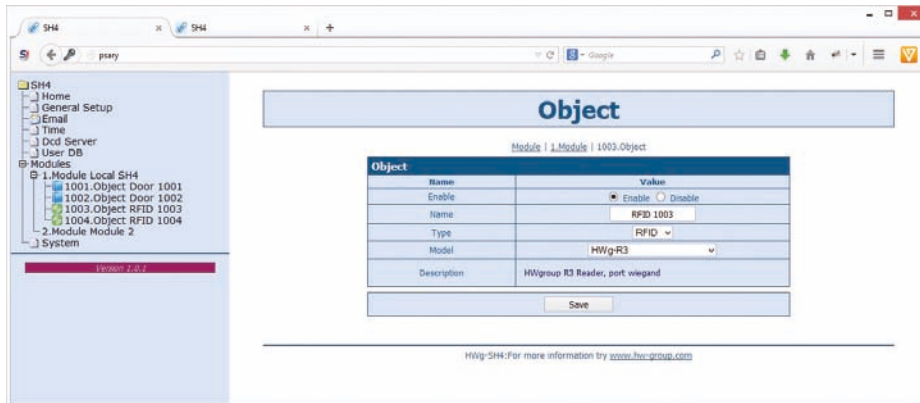 SH4
SH4
psary
Google
SH4
Home
General Setup
Email
Time
Dcd Server
User DB
Modules
1.Module Local SH4
1001.Object Door 1001
1002.Object Door 1002
1003.Object RFID 1003
1004.Object RFID 1004
2.Module Module 2
System
Version 1.0.1
Object
Module | 1.Module | 1003.Object
Object
Name Value
Enable Enable Disable
Name RFID 1003
Type RFID
Model HWg-R3
Description HWgroup R3 Reader, port wiegand
Save
HWg-SH4:For more information try www.hw-group.com